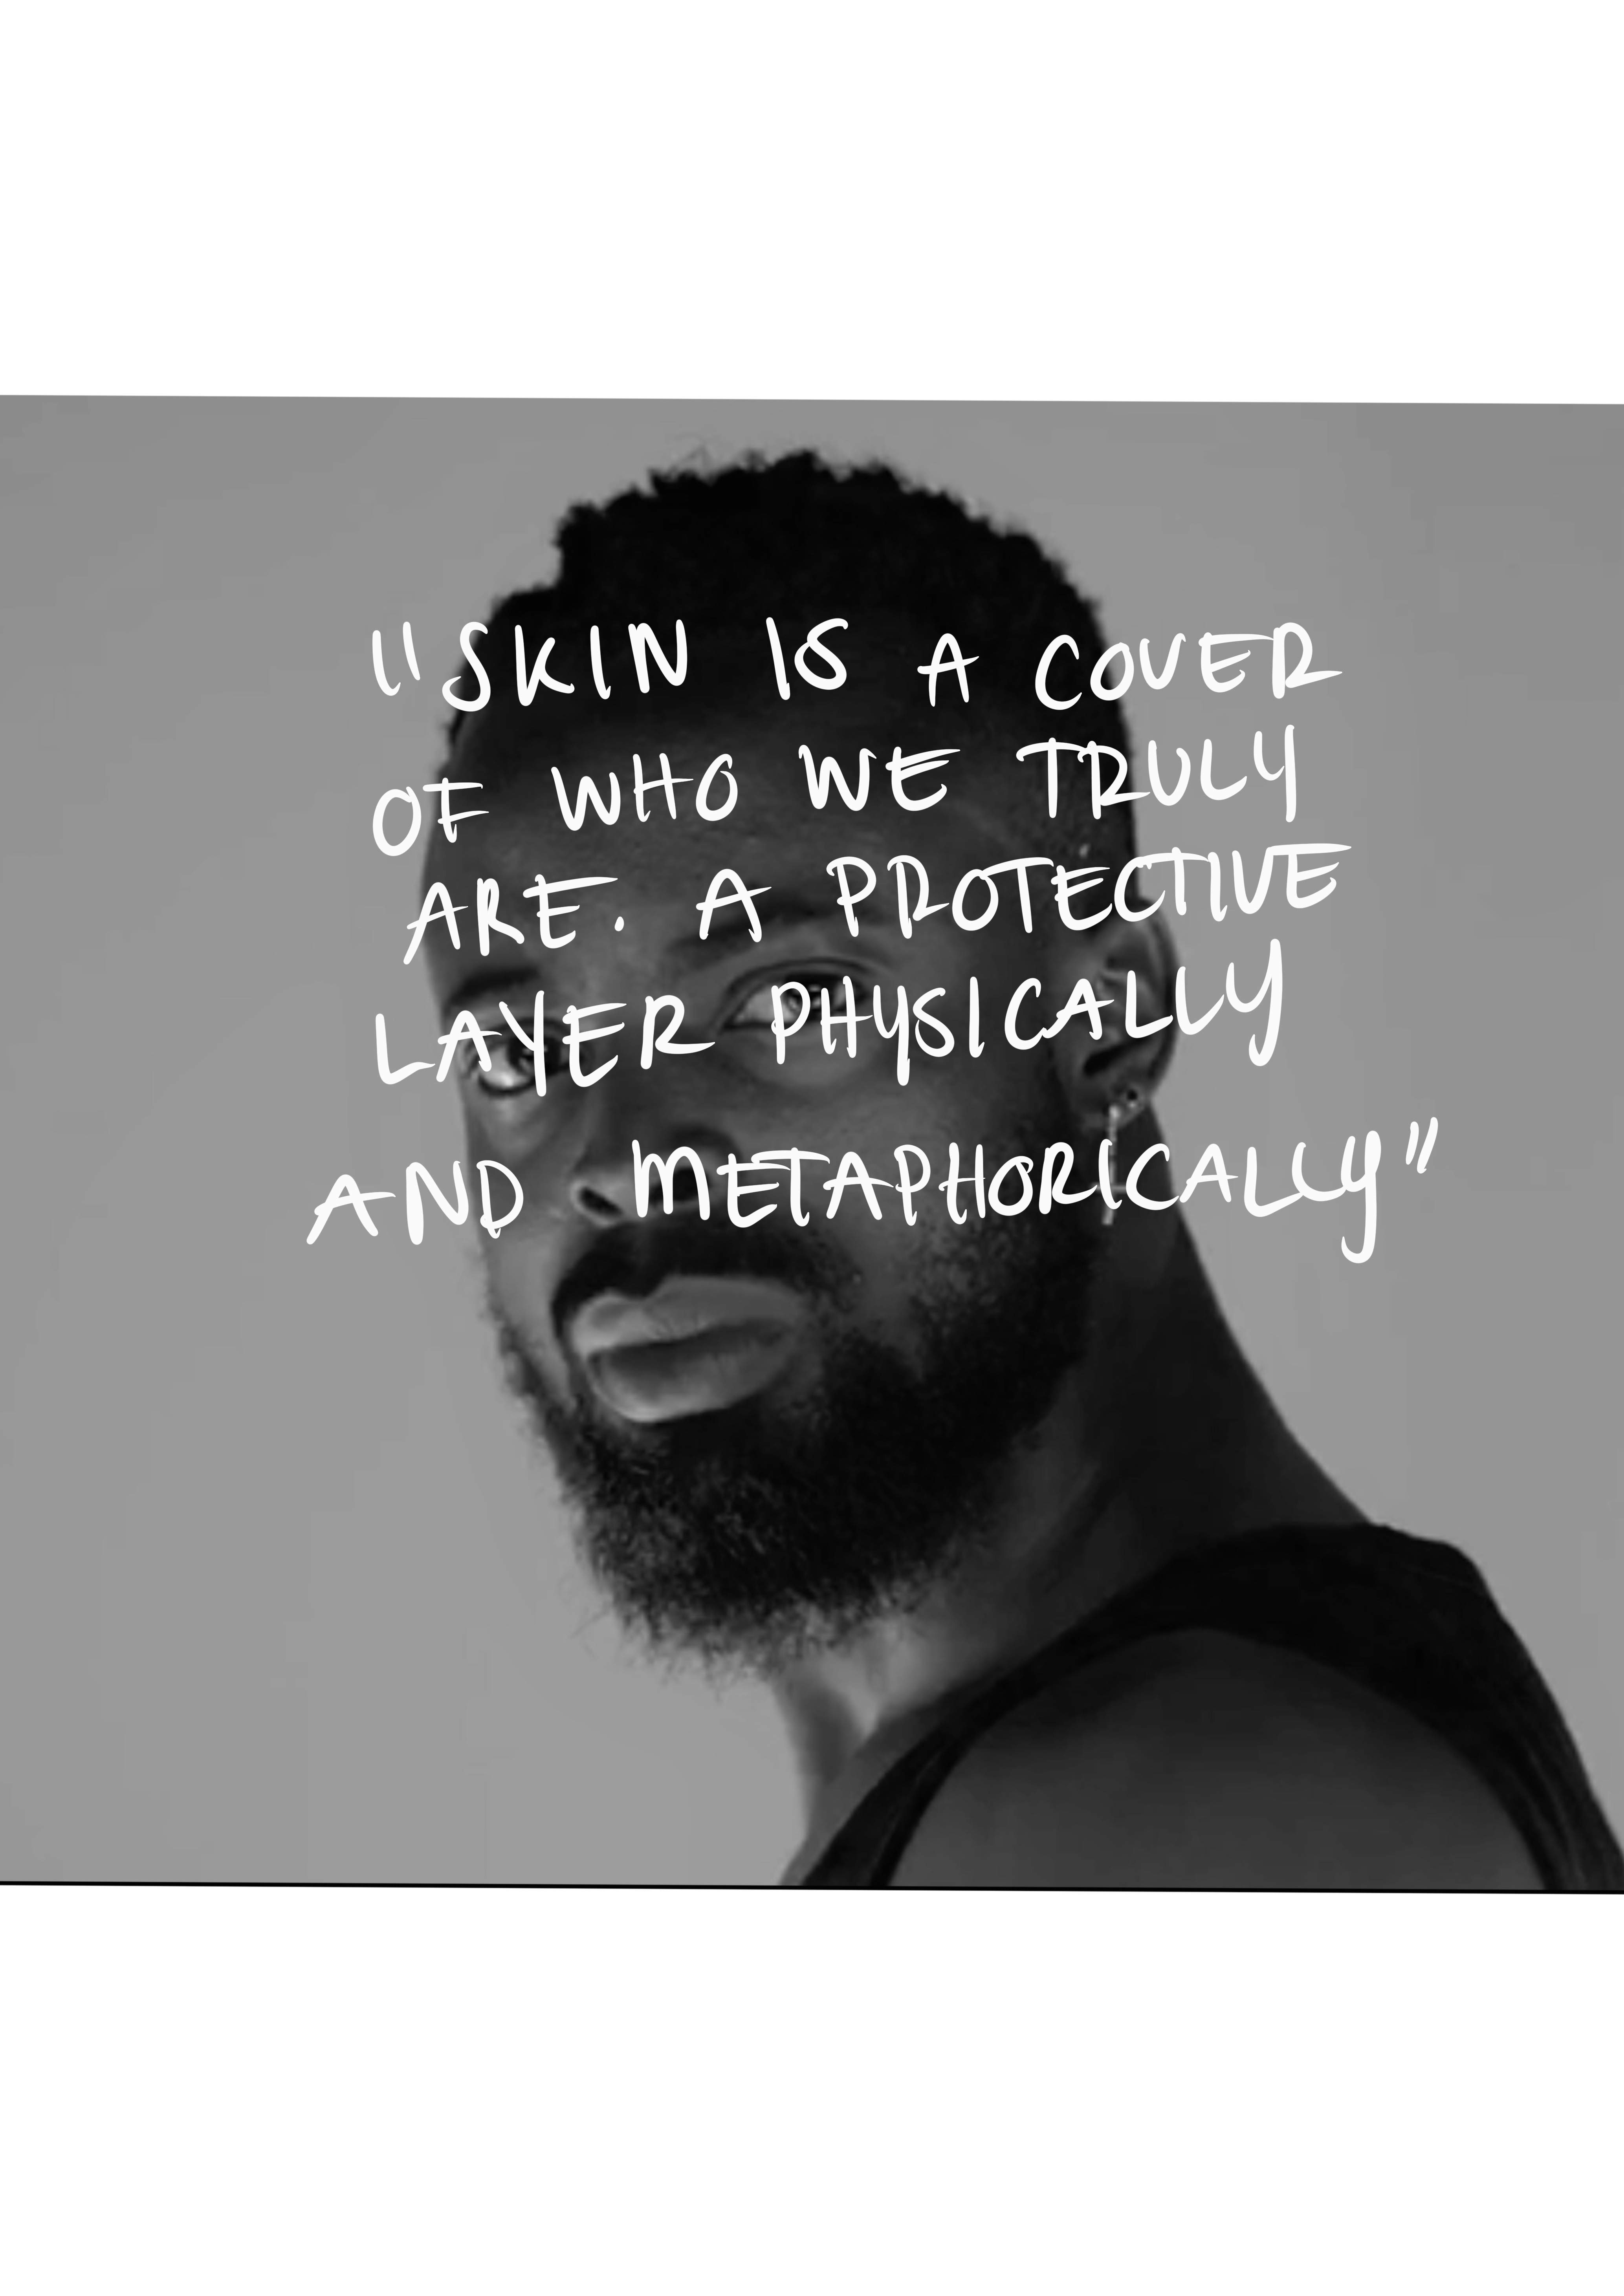 "SKIN IS A COVER
OF WHO WE TRULY
ARE. A PROTECTIVE
LAYER PHYSICALLY
AND METAPHORICALLY"